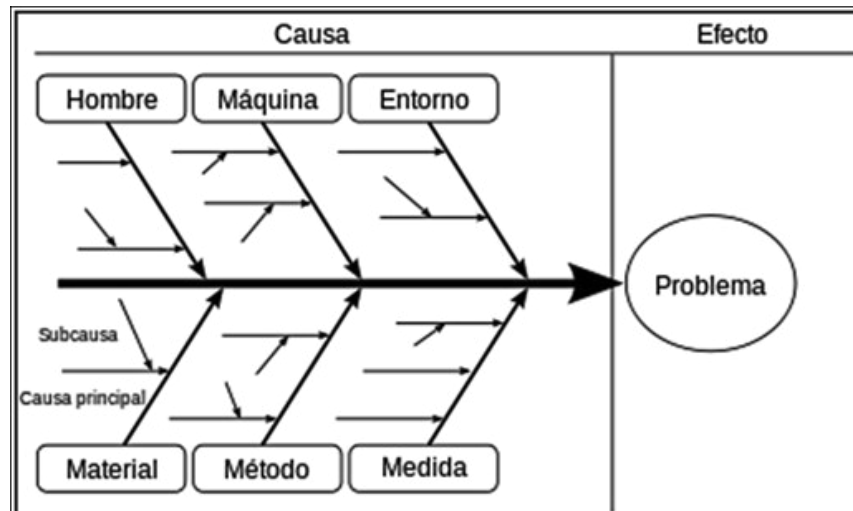 Causa
Efecto
Hombre
Máquina
Entorno
Problema
Subcausa
Causa principal
Material
Método
Medida